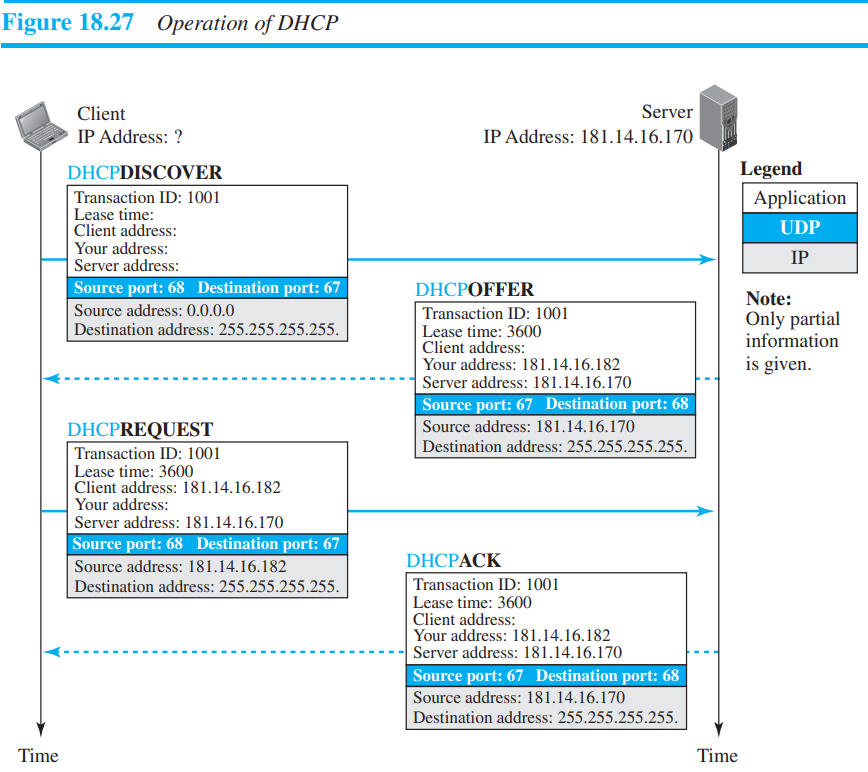 Figure 18.27 Operation of DHCP
Client
IP Address: ?
Server
IP Address: 181.14.16.170
DHCPDISCOVER
Transaction ID: 1001
Lease time:
Client address:
Your address:
Server address:
Source port: 68 Destination port: 67
Source address: 0.0.0.0
Destination address: 255.255.255.255.
Legend
Application
UDP
IP
Note:
Only partial
information
is given.
DHCPOFFER
Transaction ID: 1001
Lease time: 3600
Client address:
Your address: 181.14.16.182
Server address: 181.14.16.170
Source port: 67 Destination port: 68
Source address: 181.14.16.170
Destination address: 255.255.255.255.
DHCPREQUEST
Transaction ID: 1001
Lease time: 3600
Client address: 181.14.16.182
Your address:
Server address: 181.14.16.170
Source port: 68 Destination port: 67
Source address: 181.14.16.182
Destination address: 255.255.255.255.
DHCPACK
Transaction ID: 1001
Lease time: 3600
Client address:
Your address: 181.14.16.182
Server address: 181.14.16.170
Source port: 67 Destination port: 68
Source address: 181.14.16.170
Destination address: 255.255.255.255.
Time
Time